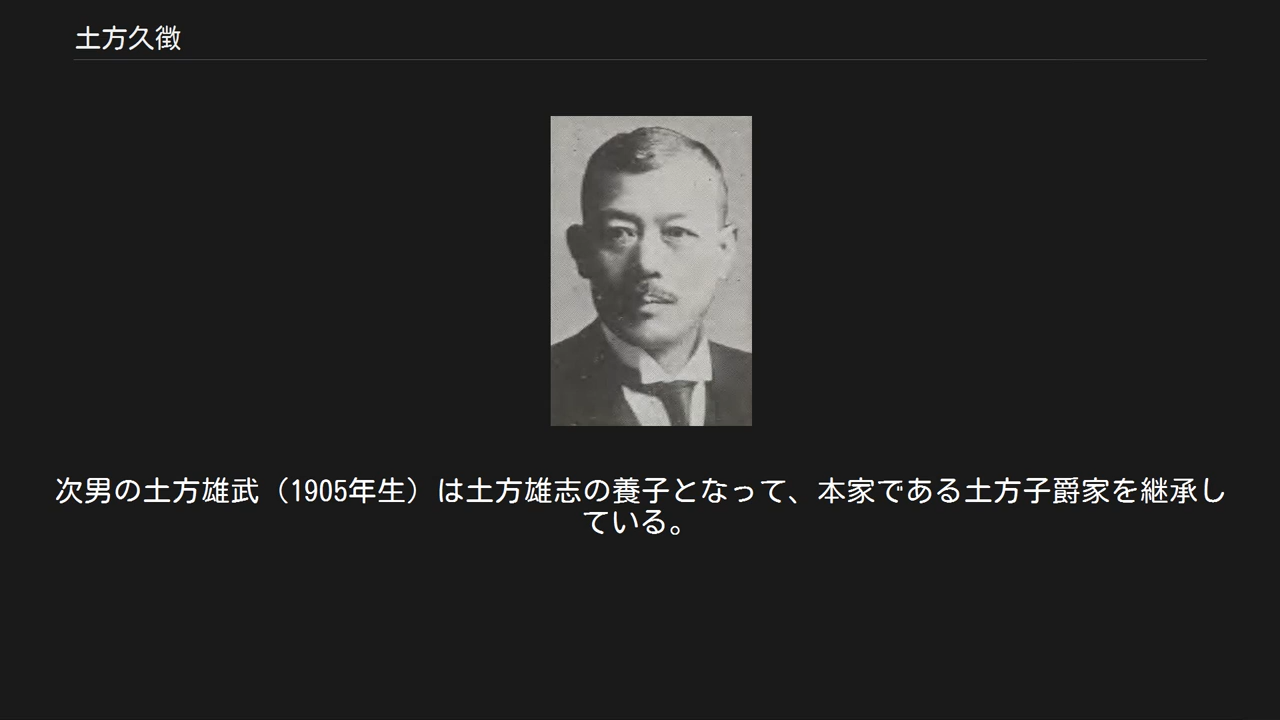 土方久徴
次男の土方雄武（1905年生）は土方雄志の養子となって、本家である土方子爵家を継承し
ている。